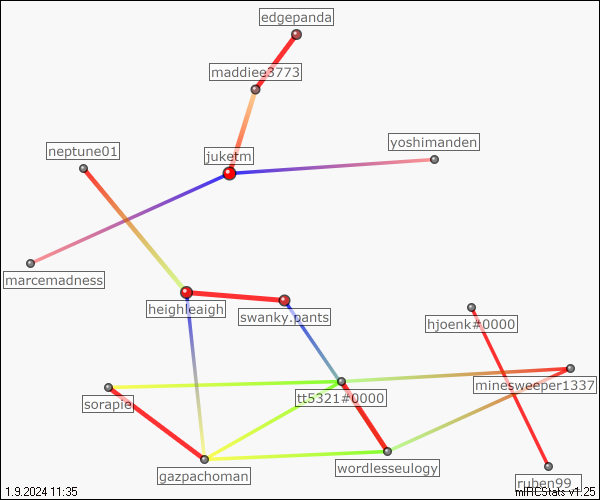 edgepanda
maddiee3773
yoshimanden
neptune01
juketm
marcemadness
heighleaigh
swanky.pants
hjoenk#0000
minesweeper1337
tt5321#0000
sorapie
wordlesseulogy
gazpachoman
ruben99_
1.9.2024 11:35
mIRCStats v1.25